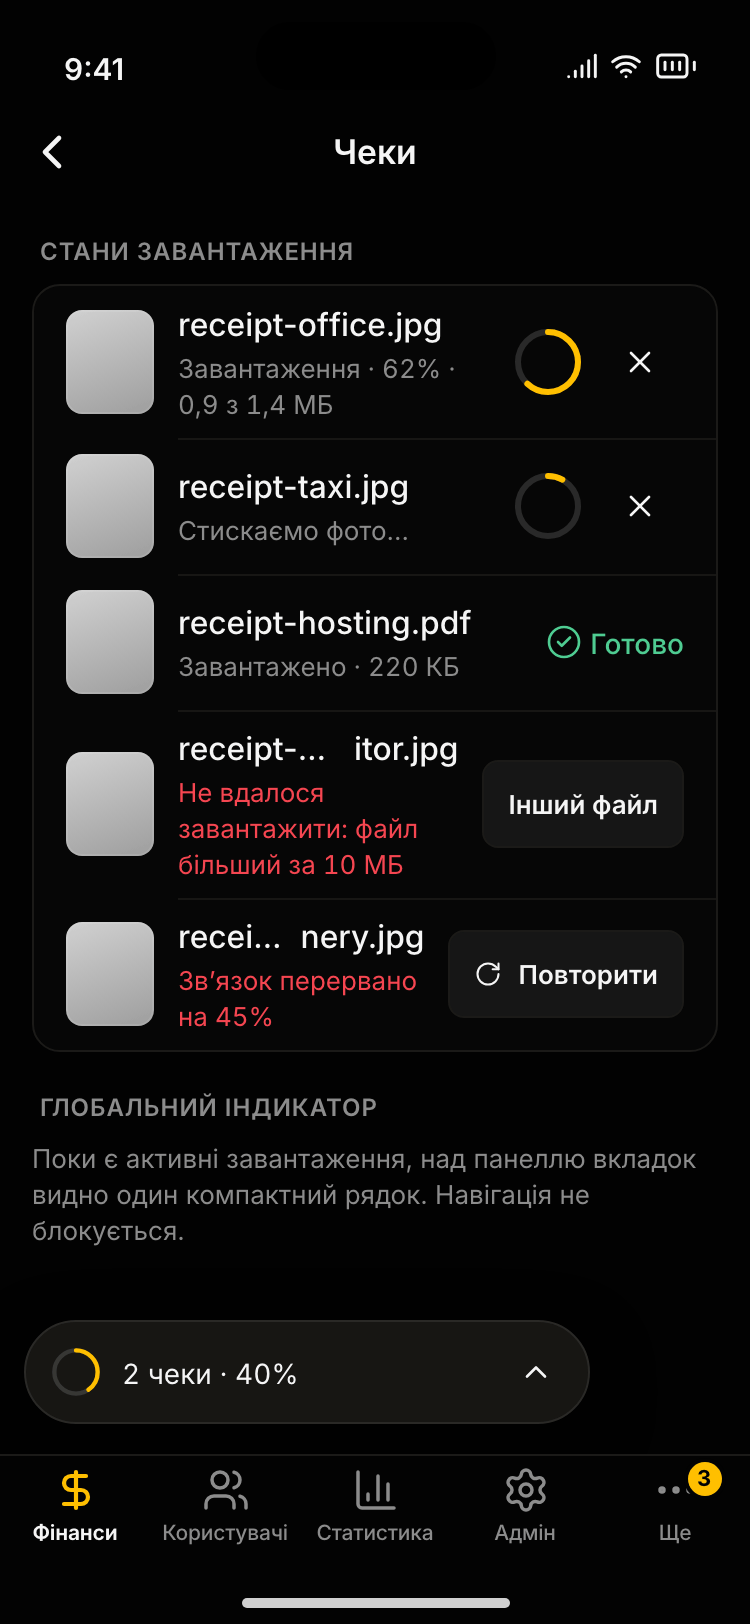 9:41
Чеки
СТАНИ ЗАВАНТАЖЕННЯ
receipt-office.jpg
Завантаження · 62% ·
0,9 з 1,4 МБ
receipt-taxi.jpg
Стискаємо фото…
receipt-hosting.pdf
Завантажено · 220 КБ
Готово
receipt-… itor.jpg
Не вдалося
завантажити: файл
більший за 10 МБ
Інший файл
recei… nery.jpg
Зв’язок перервано
на 45%
Повторити
ГЛОБАЛЬНИЙ ІНДИКАТОР
Поки є активні завантаження, над панеллю вкладок
видно один компактний рядок. Навігація не
блокується.
2 чеки · 40%
3
Фінанси
Користувачі
Статистика
Адмін
Ще